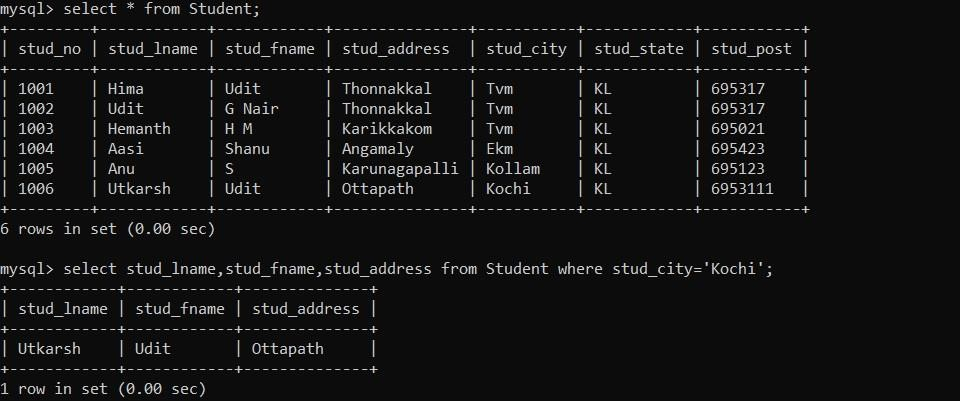 mysql> select * from Student;
+---------+------------+------------+---------------+-----------+------------+-----------+
| stud_no | stud_lname | stud_fname | stud_address  | stud_city | stud_state | stud_post |
+---------+------------+------------+---------------+-----------+------------+-----------+
| 1001    | Hima       | Udit       | Thonnakkal    | Tvm       | KL         | 695317    |
| 1002    | Udit       | G Nair     | Thonnakkal    | Tvm       | KL         | 695317    |
| 1003    | Hemanth    | H M        | Karikkakom    | Tvm       | KL         | 695021    |
| 1004    | Aasi       | Shanu      | Angamaly      | Ekm       | KL         | 695423    |
| 1005    | Anu        | S          | Karunagapalli | Kollam    | KL         | 695123    |
| 1006    | Utkarsh    | Udit       | Ottapath      | Kochi     | KL         | 6953111   |
+---------+------------+------------+---------------+-----------+------------+-----------+
6 rows in set (0.00 sec)
mysql> select stud_lname,stud_fname,stud_address from Student where stud_city='Kochi';
+------------+------------+--------------+
| stud_lname | stud_fname | stud_address |
+------------+------------+--------------+
| Utkarsh    | Udit       | Ottapath     |
+------------+------------+--------------+
1 row in set (0.00 sec)